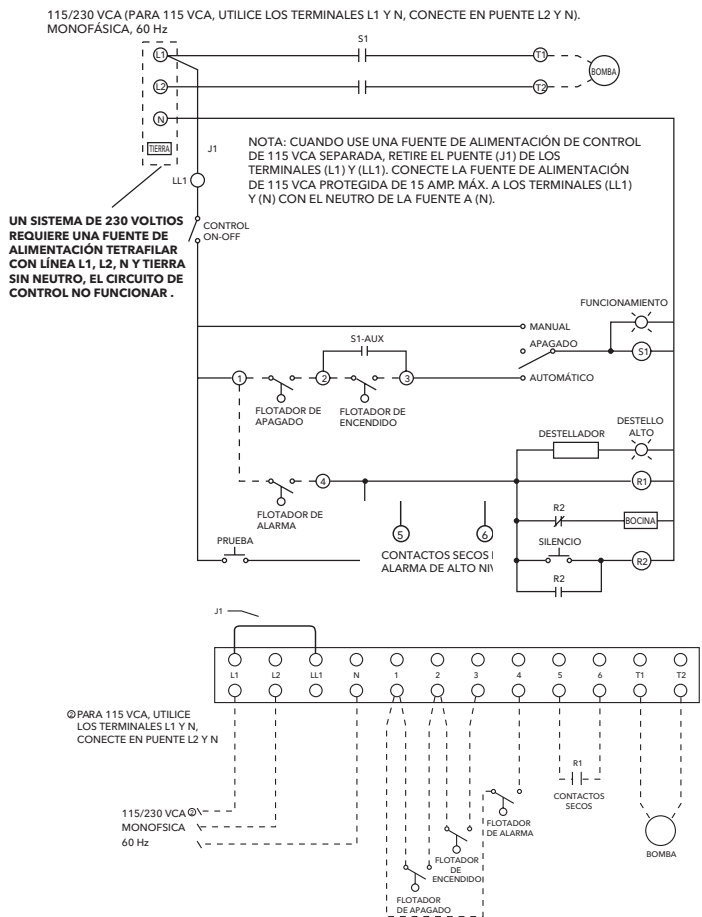 115/230 VCA (PARA 115 VCA, UTILICE LOS TERMINALES L1 Y N, CONECTE EN PUENTE L2 Y N).
MONOFÁSICA, 60 Hz
S1
L1
T1
BOMBA
L2
T2
N
TIERRA
J1
NOTA: CUANDO USE UNA FUENTE DE ALIMENTACIÓN DE CONTROL
DE 115 VCA SEPARADA, RETIRE EL PUENTE (J1) DE LOS
TERMINALES (L1) Y (LL1). CONECTE LA FUENTE DE ALIMENTACIÓN
DE 115 VCA PROTEGIDA DE 15 AMP. MÁX. A LOS TERMINALES (LL1)
Y (N) CON EL NEUTRO DE LA FUENTE A (N).
LL1
UN SISTEMA DE 230 VOLTIOS
REQUIERE UNA FUENTE DE
ALIMENTACIÓN TETRAFILAR
CON LÍNEA L1, L2, N Y TIERRA
SIN NEUTRO, EL CIRCUITO DE
CONTROL NO FUNCIONAR .
CONTROL
ON-OFF
FUNCIONAMIENTO
MANUAL
S1-AUX
APAGADO
S1
1
2
3
AUTOMÁTICO
FLOTADOR DE
APAGADO
FLOTADOR DE
ENCENDIDO
DESTELLO
ALTO
DESTELLADOR
4
R1
FLOTADOR DE
ALARMA
R2
BOCINA
5
6
PRUEBA
CONTACTOS SECOS
ALARMA DE ALTO
SILENCIO
R2
R2
J1
L1 L2 LL1 N 1 2 3 4 5 6 T1 T2
② PARA 115 VCA, UTILICE
LOS TERMINALES L1 Y N,
CONECTE EN PUENTE L2 Y N
R1
CONTACTOS
SECOS
115/230 VCA ②
MONOFSICA
60 Hz
FLOTADOR
DE ALARMA
BOMBA
FLOTADOR
DE
ENCENDIDO
FLOTADOR
DE APAGADO